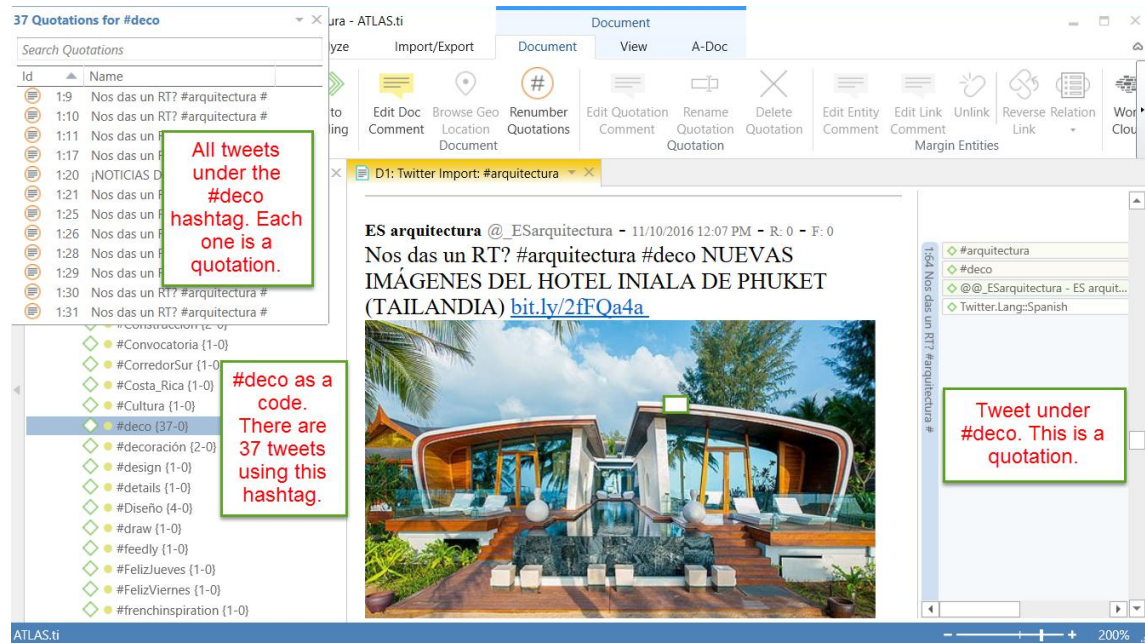 37 Quotations for #deco
Search Quotations
Id Name
1:9 Nos das un RT? #arquitectura #
1:10 Nos das un RT? #arquitectura #
1:11 Nos das un R
1:17 Nos das un R
1:20 ¡NOTICIAS D
1:21 Nos das un R
1:25 Nos das un R
1:26 Nos das un R
1:28 Nos das un R
1:29 Nos das un R
1:30 Nos das un RT? #arquitectura #
1:31 Nos das un RT? #arquitectura #
All tweets
under the
#deco
hashtag. Each
one is a
quotation.
ura - ATLAS.ti
Document
yze Import/Export Document View A-Doc
to
ling
Edit Doc
Comment
Browse Geo
Location
Renumber
Quotations
Document
Edit Quotation
Comment
Rename
Quotation
Delete
Quotation
Quotation
Edit Entity
Comment
Edit Link
Comment
Unlink
Reverse
Link
Relation
Margin Entities
Wor
Clou
D1: Twitter Import: #arquitectura
ES arquitectura @_ESarquitectura - 11/10/2016 12:07 PM - R: 0 - F: 0
Nos das un RT? #arquitectura #deco NUEVAS
IMÁGENES DEL HOTEL INIALA DE PHUKET
(TAILANDIA) bit.ly/2fFQa4a
#Construcción {2-0}
#Convocatoria {1-0}
#CorredorSur {1-0}
#Costa_Rica {1-0}
#Cultura {1-0}
#deco {37-0}
#decoración {2-0}
#design {1-0}
#details {1-0}
#Diseño {4-0}
#draw {1-0}
#feedly {1-0}
#FelizJueves {1-0}
#FelizViernes {1-0}
#frenchinspiration {1-0}
#deco as a
code.
There are
37 tweets
using this
hashtag.
1:64 Nos das un RT? #arquitectura #
#arquitectura
#deco
@@_ESarquitectura - ES arquit...
Twitter.Lang::Spanish
Tweet under
#deco. This is a
quotation.
ATLAS.ti
200%